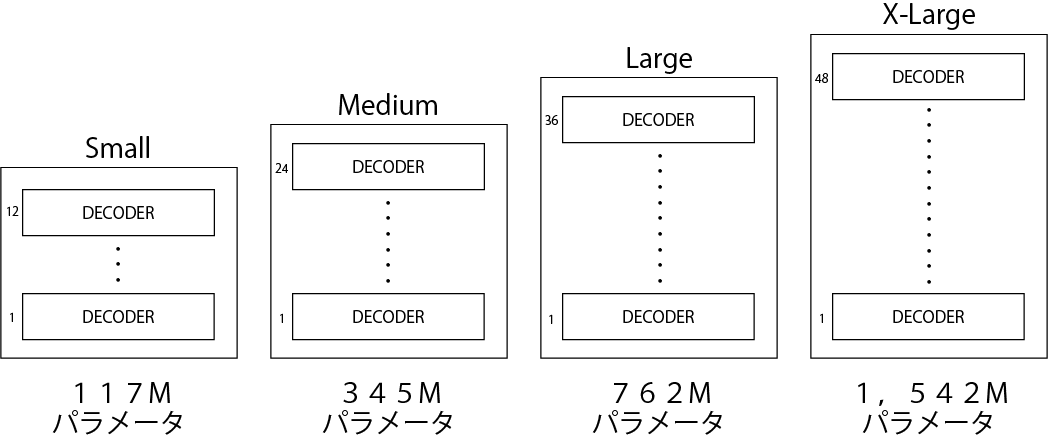 Small
12
DECODER
1
DECODER
１１７M
パラメータ
Medium
24
DECODER
1
DECODER
３４５M
パラメータ
Large
36
DECODER
1
DECODER
７６２M
パラメータ
X-Large
48
DECODER
1
DECODER
１，５４２M
パラメータ